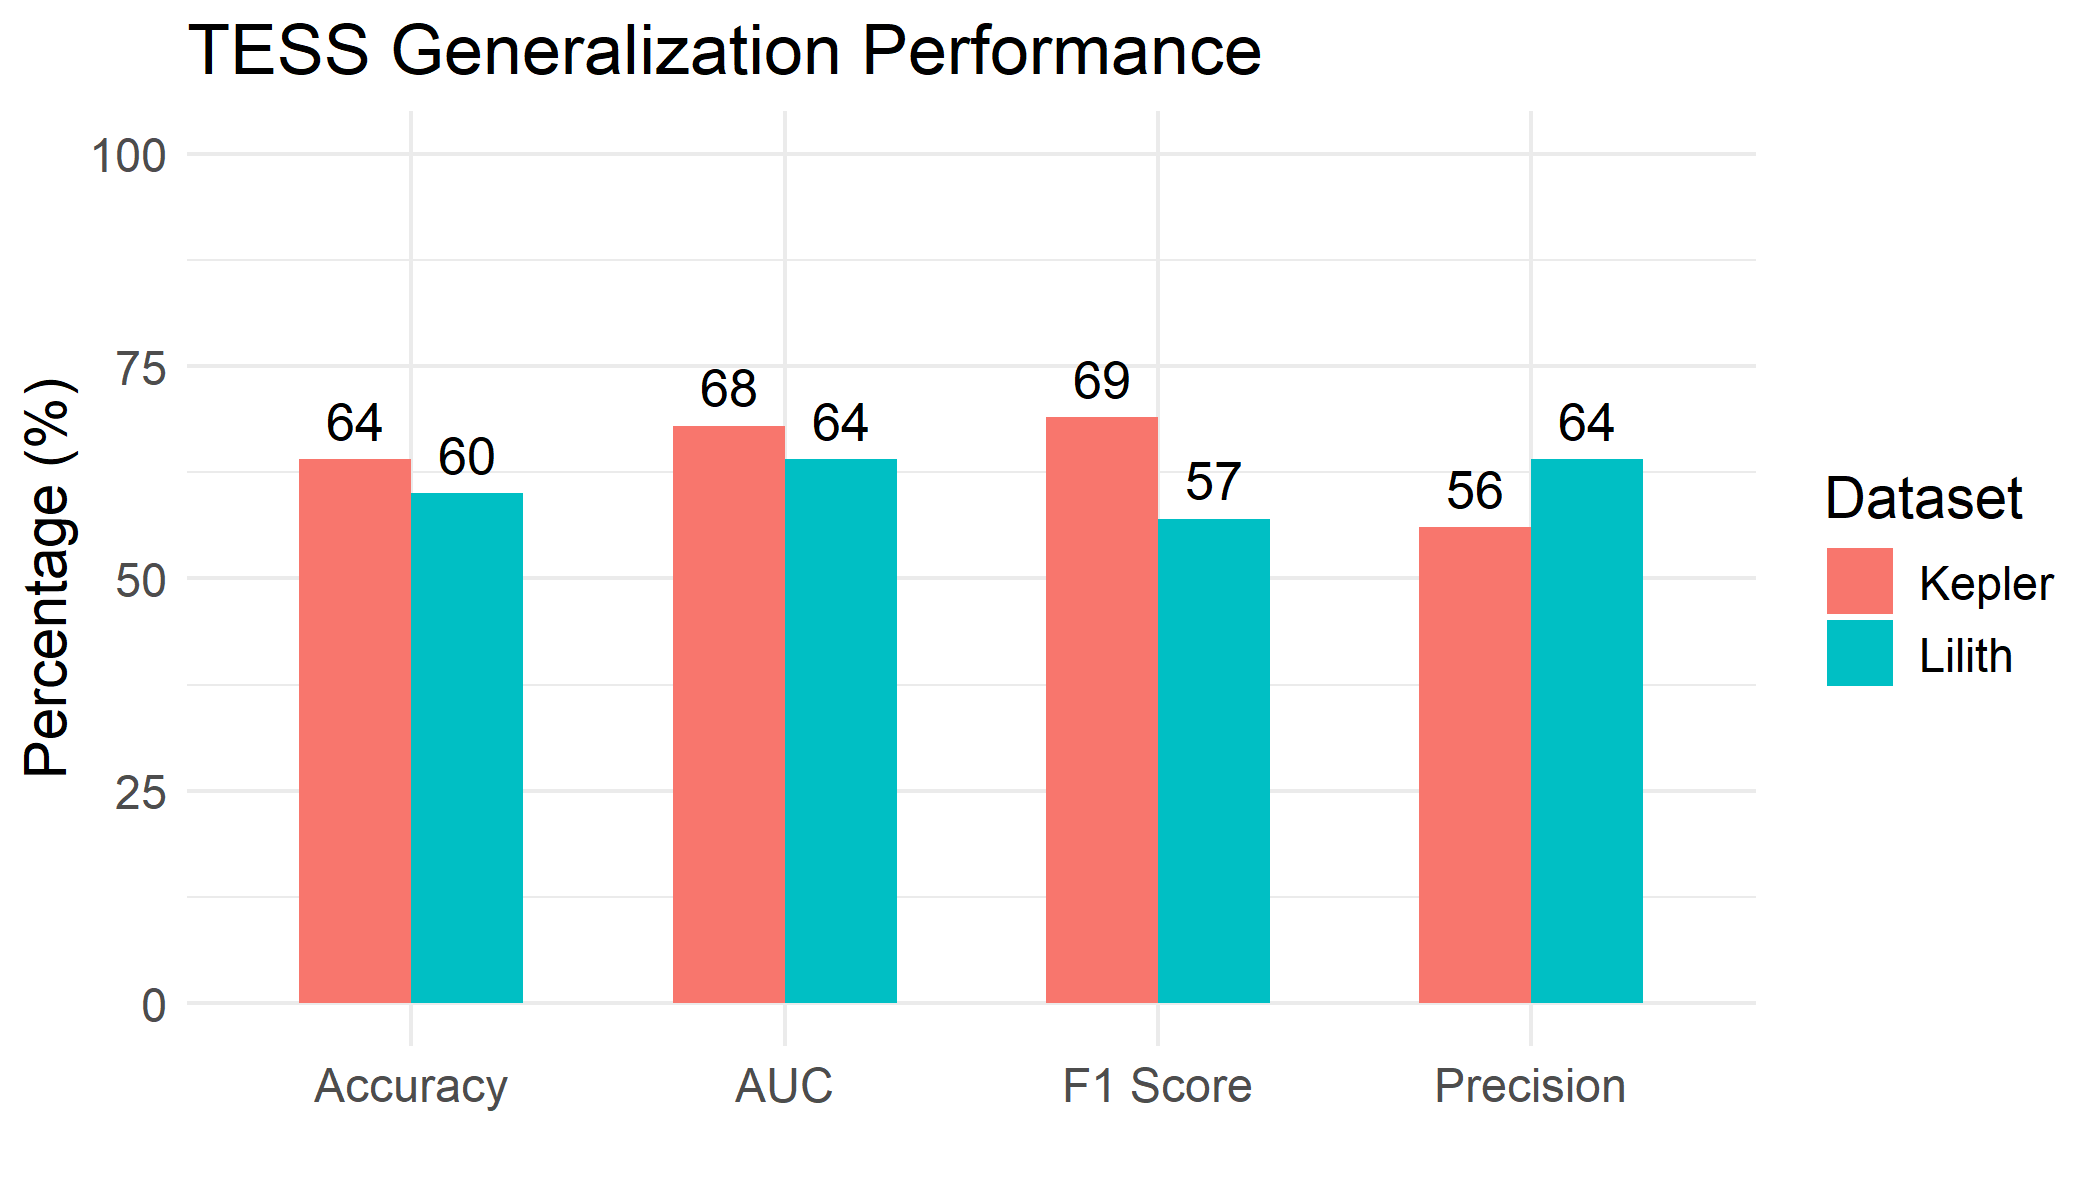 TESS Generalization Performance
Percentage (%)
100
75
50
25
0
64
60
68
64
69
57
56
64
Accuracy
AUC
F1 Score
Precision
Dataset
Kepler
Lilith